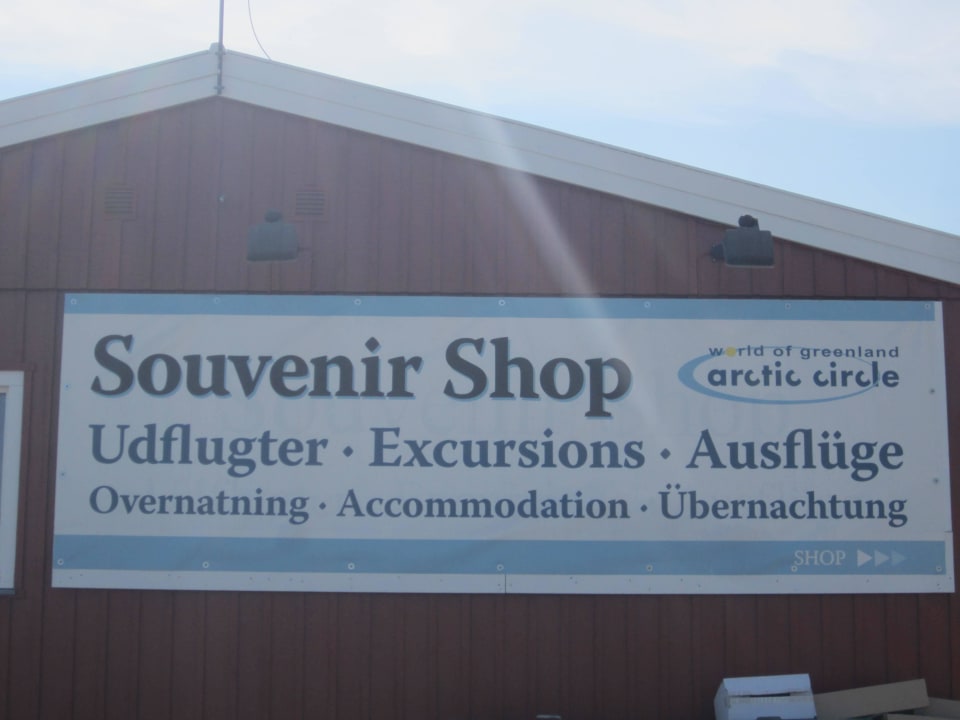 Souvenir Shop
world of greenland
arctic circle
Udflugter · Excursions · Ausflüge
Overnatning · Accommodation · Übernachtung
SHOP